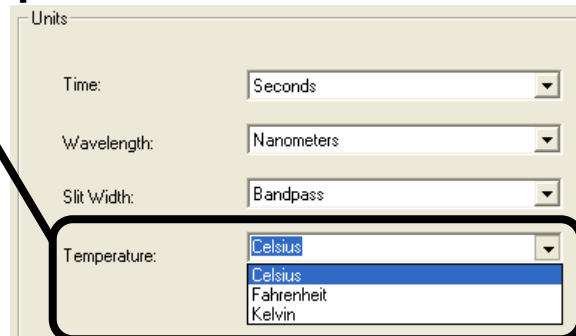 Units
Time: Seconds
Wavelength: Nanometers
Slit Width: Bandpass
Temperature: Celsius
Celsius
Fahrenheit
Kelvin